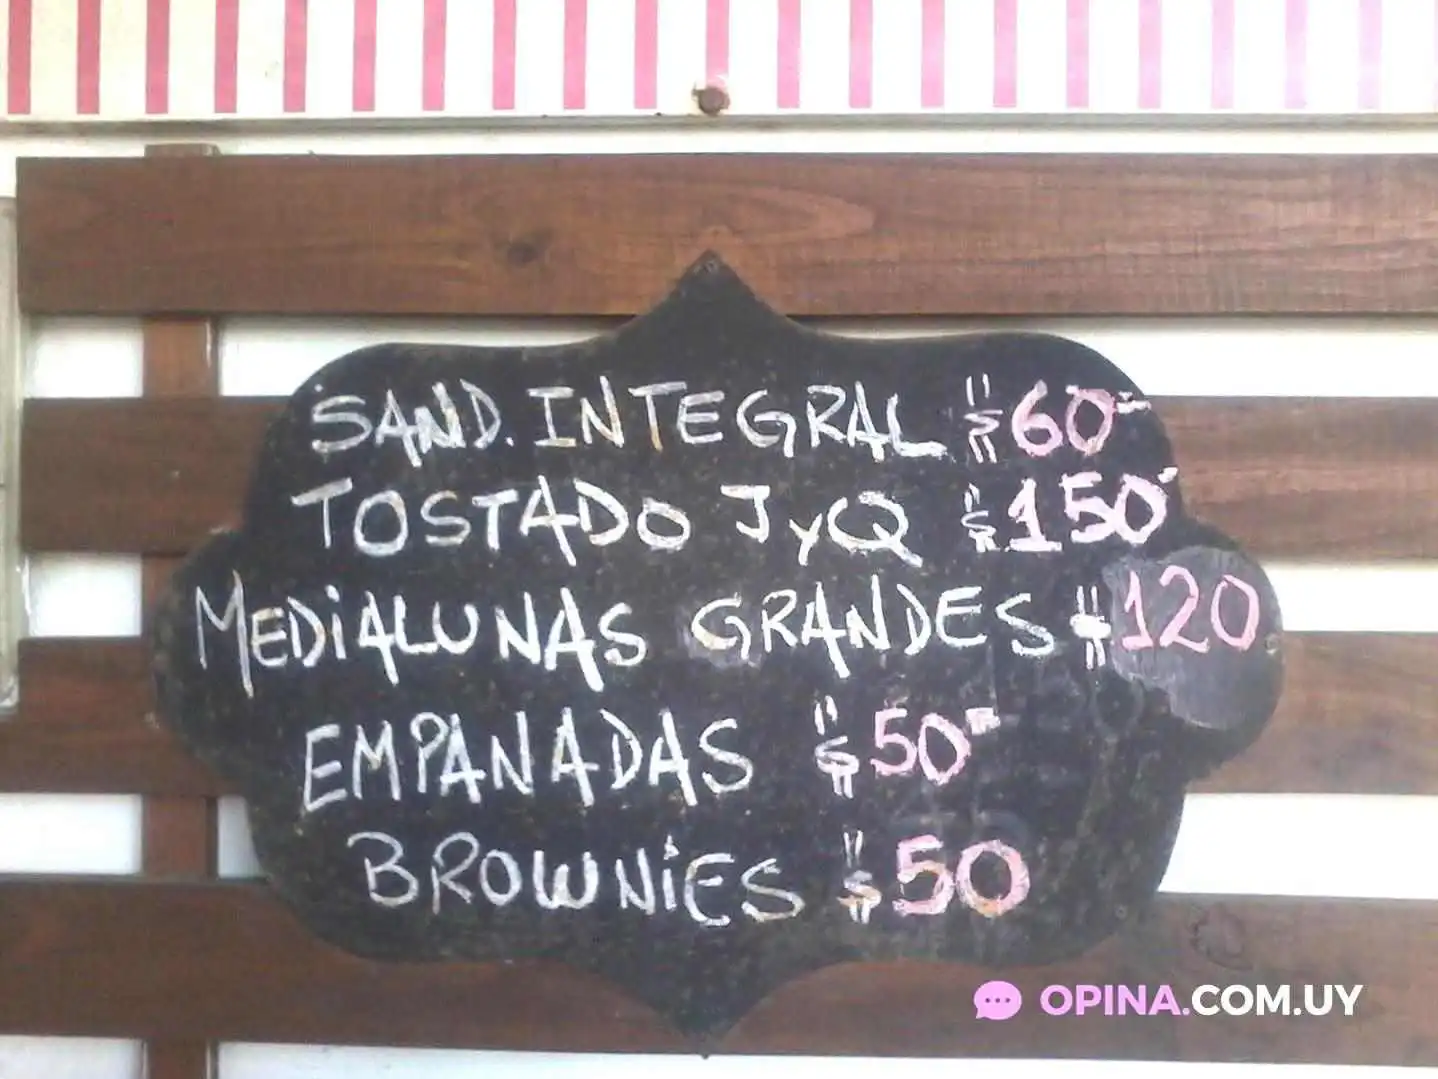 SAND. INTEGRAL $60
TOSTADO JyQ $150
MEDIALUNAS GRANDES $120
EMPANADAS $50
BROWNIES $50
OPINA.COM.UY